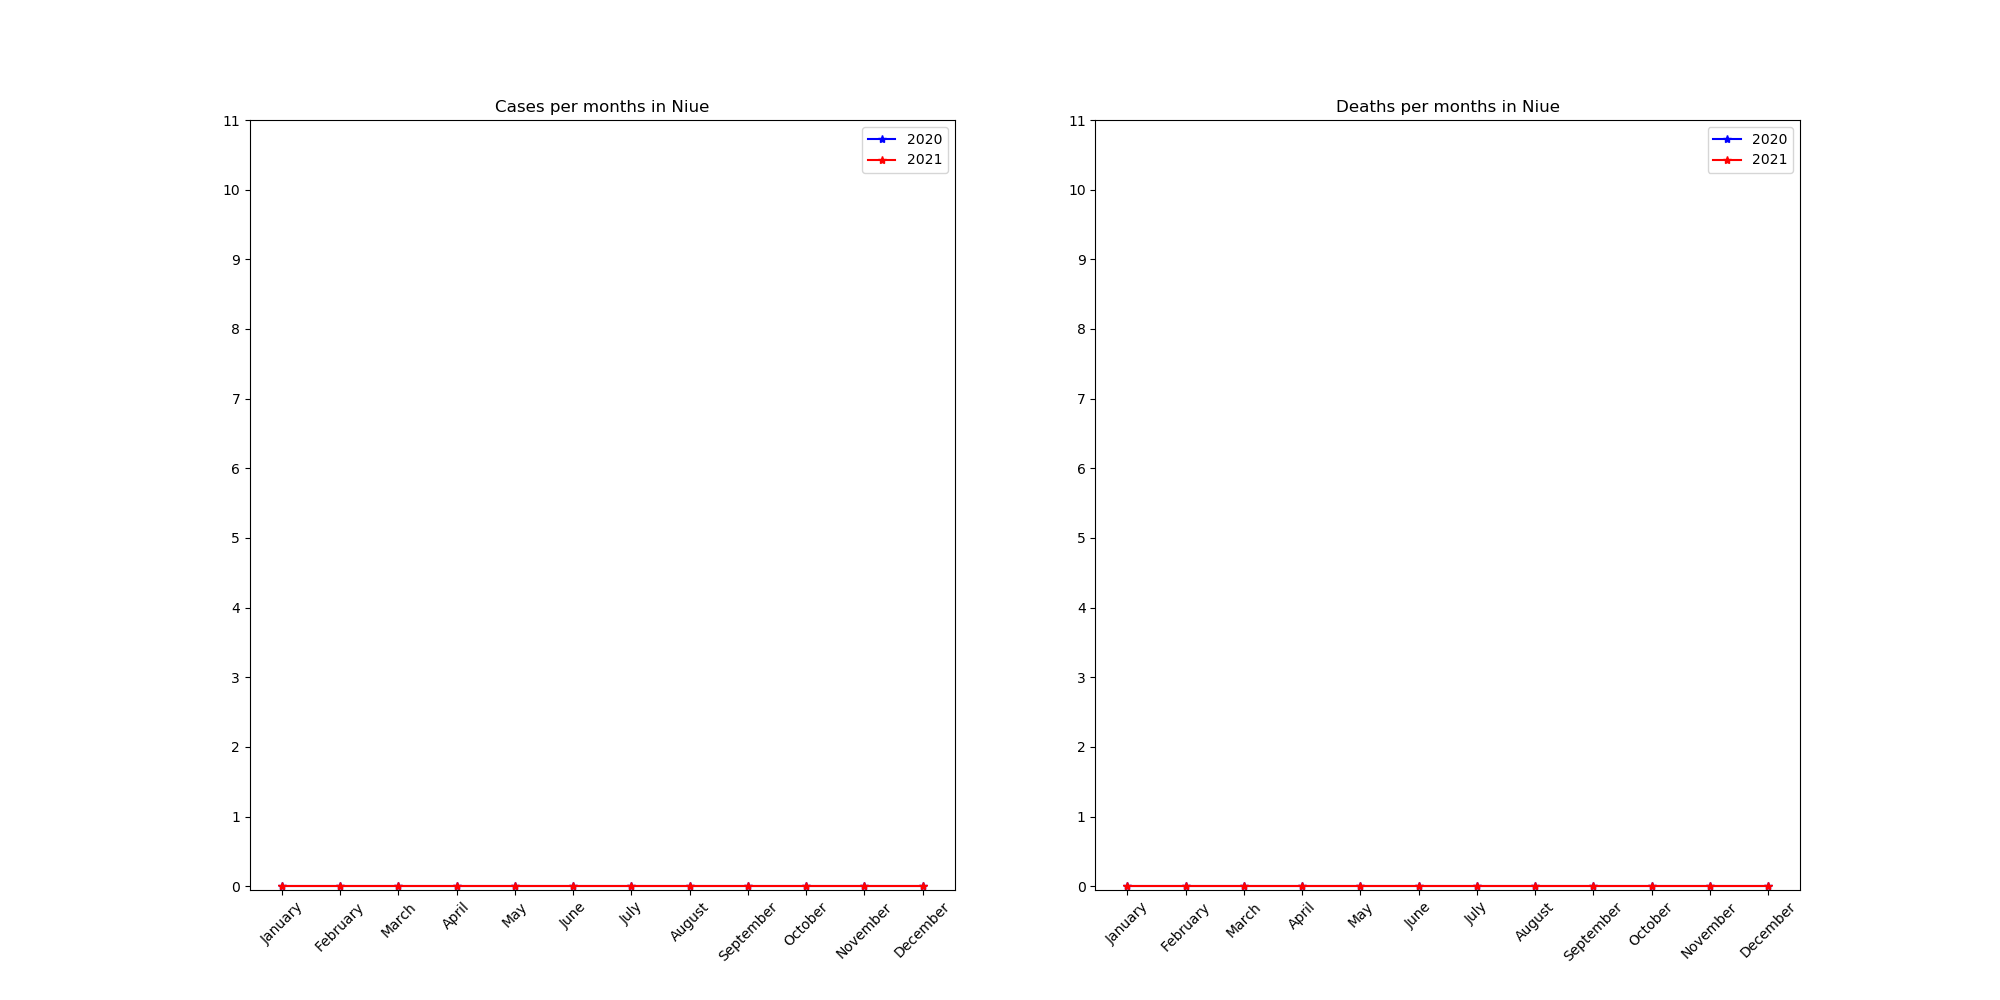 Cases per months in Niue
2020
2021
11
10
9
8
7
6
5
4
3
2
1
0
January
February
March
April
May
June
July
August
September
October
November
December
Deaths per months in Niue
2020
2021
11
10
9
8
7
6
5
4
3
2
1
0
January
February
March
April
May
June
July
August
September
October
November
December